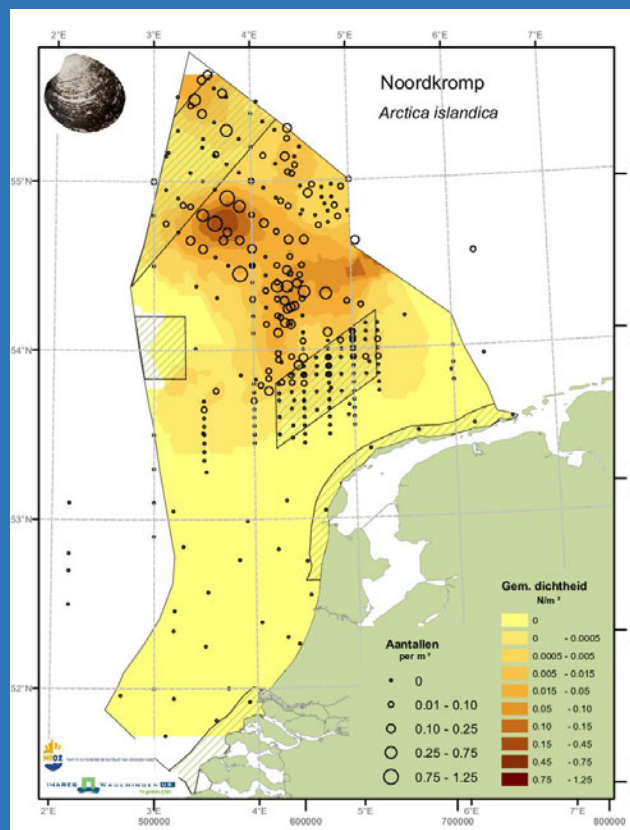 2°E 3°E 4°E 5°E 6°E 7°E
Noordkromp
Arctica islandica
55°N
54°N
53°N
52°N
Aantallen
per m²
0
0.01 - 0.10
0.10 - 0.25
0.25 - 0.75
0.75 - 1.25
Gem. dichtheid
N/m²
0
0 - 0.0005
0.0005 - 0.005
0.005 - 0.015
0.015 - 0.05
0.05 - 0.10
0.10 - 0.15
0.15 - 0.45
0.45 - 0.75
0.75 - 1.25
IMARES WAGENINGEN UR
2°E 3°E 4°E 5°E 6°E 7°E
500000 600000 700000 800000